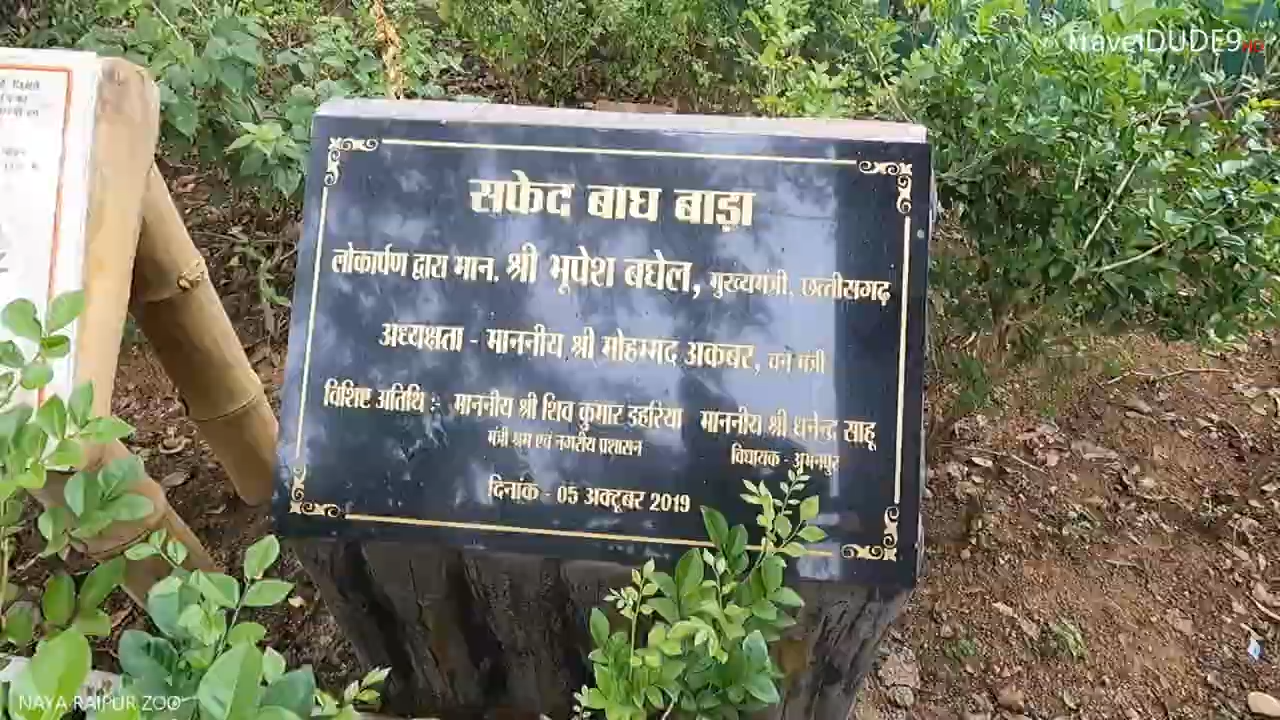 travelDUDE9HD
सफेद बाघ बाड़ा
लोकार्पण द्वारा मान. श्री भूपेश बघेल, मुख्यमंत्री, छत्तीसगढ़
अध्यक्षता - माननीय श्री मोहम्मद अकबर, वन मंत्री
विशिष्ट अतिथि :- माननीय श्री शिव कुमार डहरिया माननीय श्री धनेन्द्र साहू
मंत्री श्रम एवं नगरीय प्रशासन विधायक - अभनपुर
दिनांक - 05 अक्टूबर 2019
NAYA RAIPUR ZOO